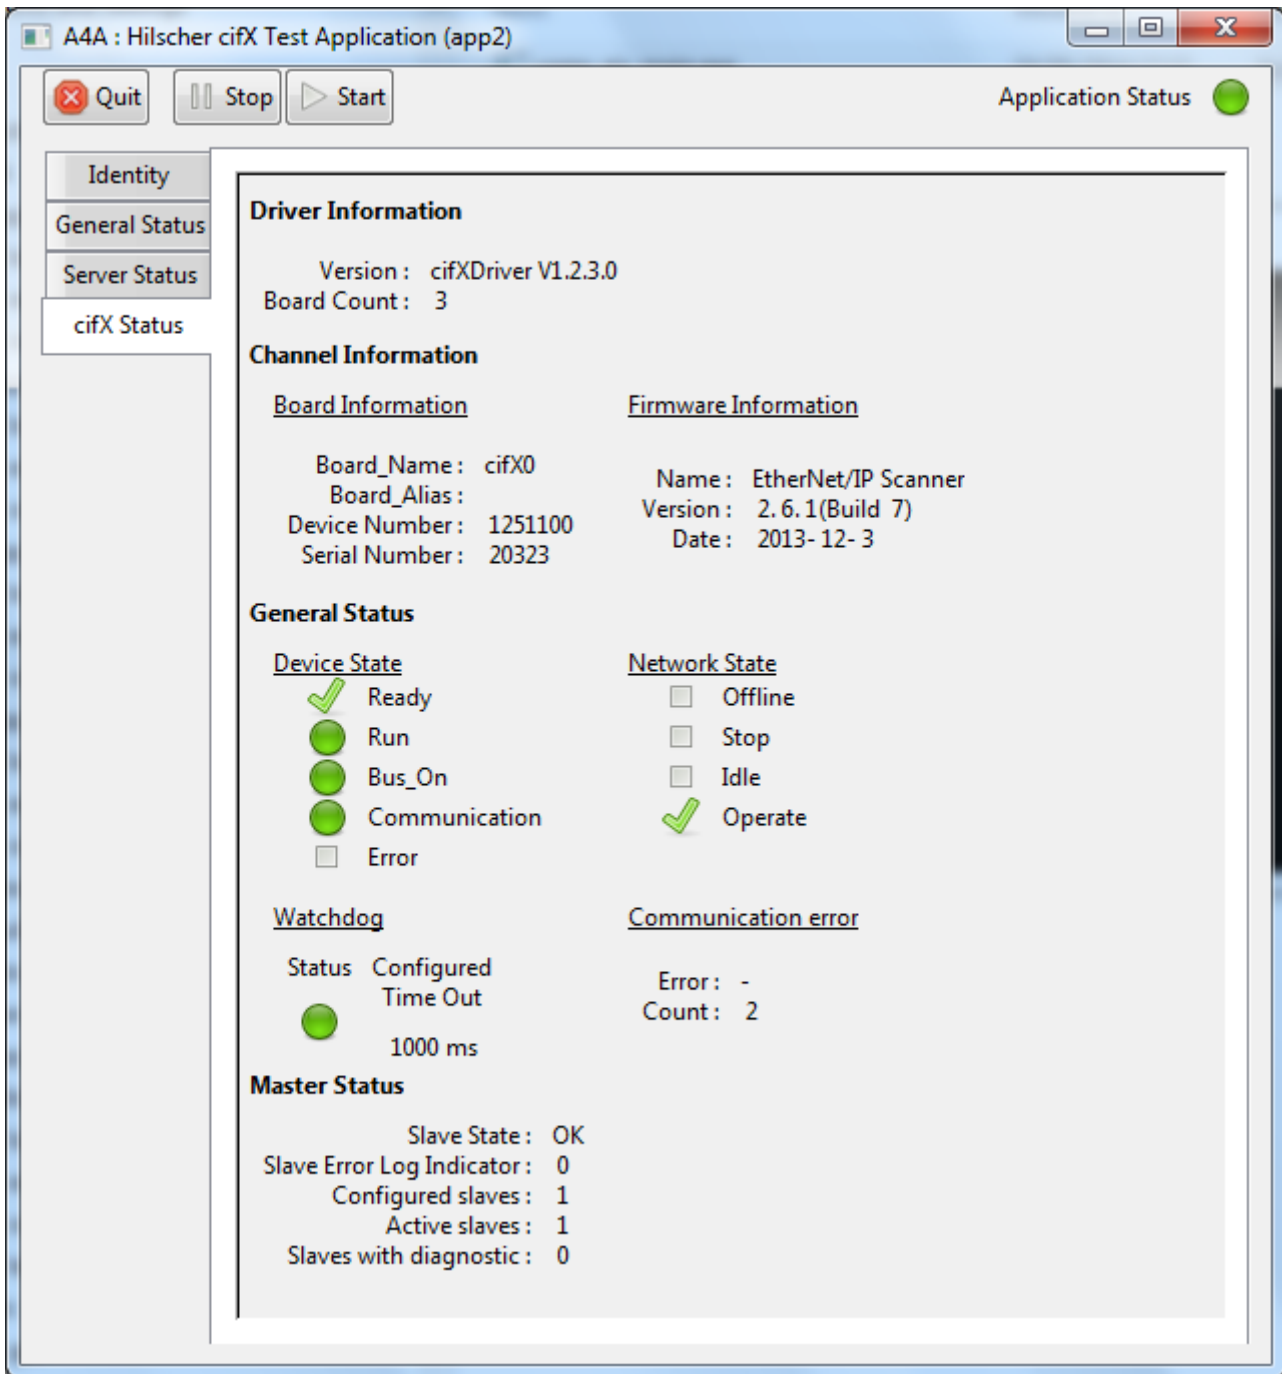 A4A : Hilscher cifX Test Application (app2)
Quit Stop Start Application Status
Identity
General Status
Server Status
cifX Status
Driver Information
Version : cifXDriver V1.2.3.0
Board Count : 3
Channel Information
Board Information Firmware Information
Board_Name : cifX0
Board_Alias :
Device Number : 1251100
Serial Number : 20323
Name : EtherNet/IP Scanner
Version : 2. 6. 1(Build 7)
Date : 2013- 12- 3
General Status
Device State Network State
Ready Offline
Run Stop
Bus_On Idle
Communication Operate
Error
Watchdog Communication error
Status Configured
Time Out
1000 ms
Error : -
Count : 2
Master Status
Slave State : OK
Slave Error Log Indicator : 0
Configured slaves : 1
Active slaves : 1
Slaves with diagnostic : 0